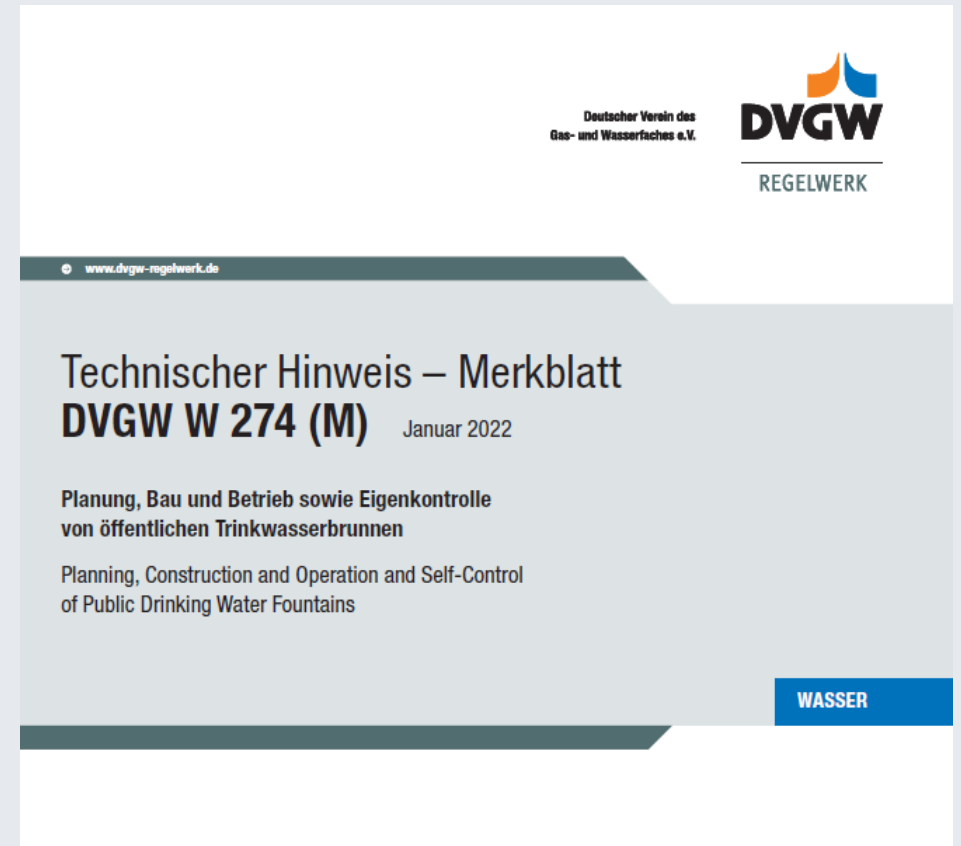 Deutscher Verein des
Gas- und Wasserfaches e.V.
DVGW
REGELWERK
www.dvgw-regelwerk.de
Technischer Hinweis – Merkblatt
DVGW W 274 (M) Januar 2022
Planung, Bau und Betrieb sowie Eigenkontrolle
von öffentlichen Trinkwasserbrunnen
Planning, Construction and Operation and Self-Control
of Public Drinking Water Fountains
WASSER